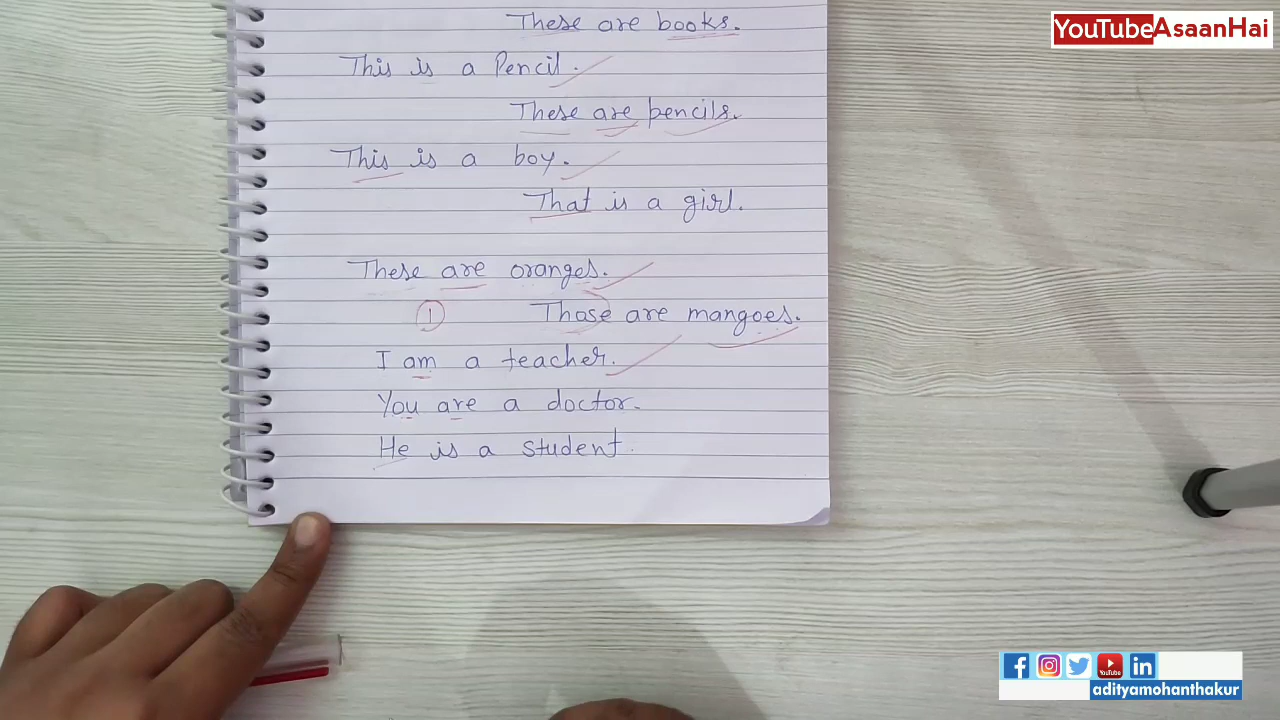 These are books.
YouTubeAsaanHai
This is a Pencil.
These are pencils.
This is a boy.
That is a girl.
These are oranges.
1 Those are mangoes.
I am a teacher.
You are a doctor.
He is a student.
YouTube
adityamohanthakur